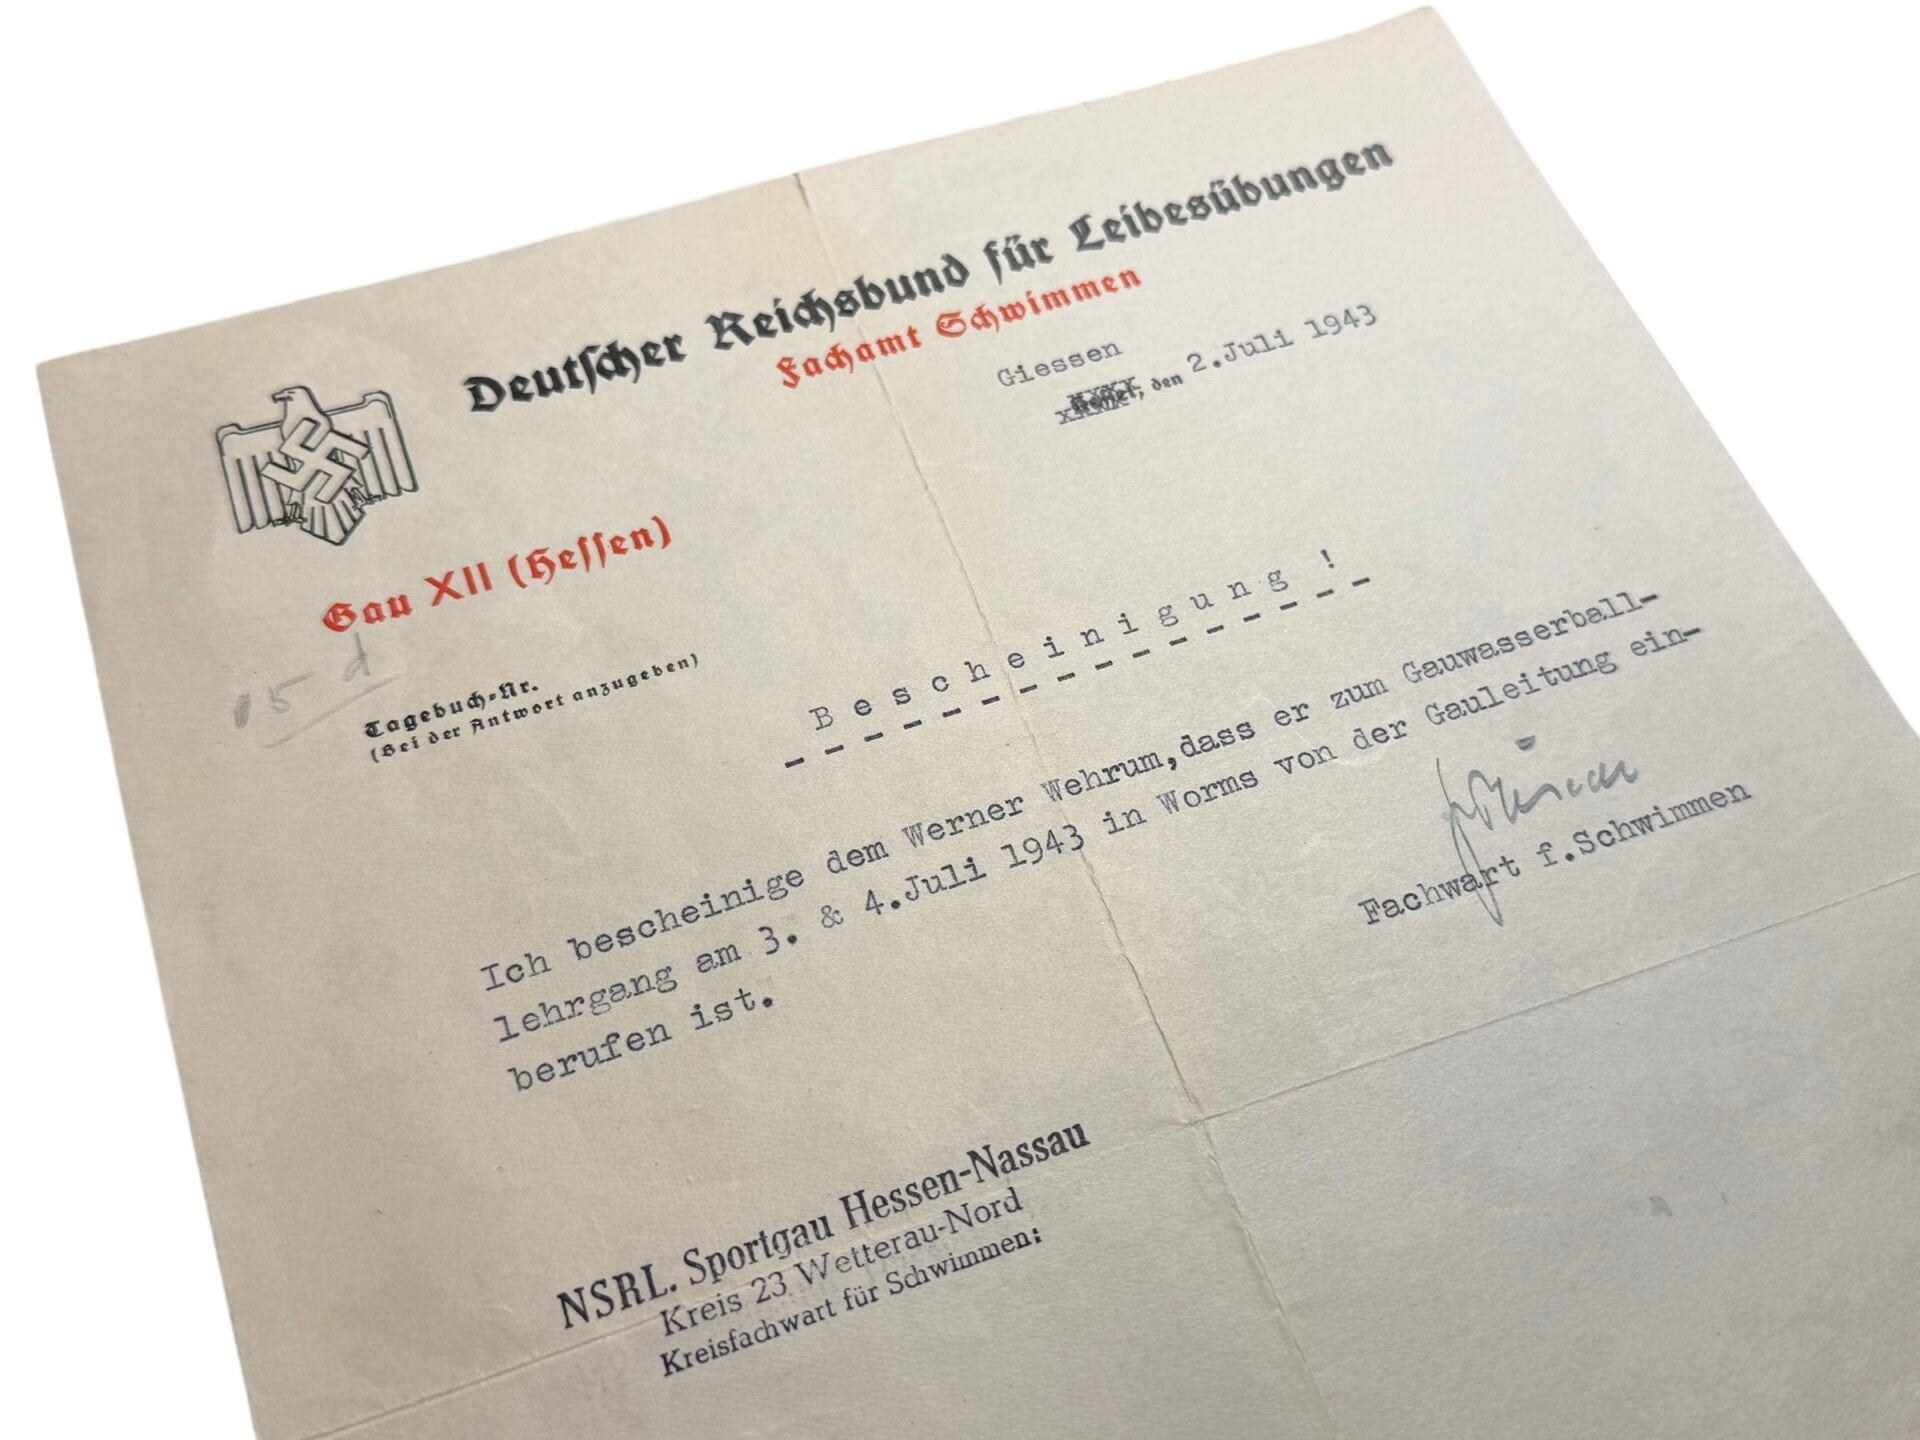 Deutscher Reichsbund für Leibesübungen
Fachamt Schwimmen
Giessen
den 2.Juli 1943
Gau XII (Hessen)
15 d
Tagebuch-Nr.
(Bei der Antwort anzugeben)
B e s c h e i n i g u n g !
Ich bescheinige dem Werner Wehrum,dass er zum Gauwasserball-
lehrgang am 3. & 4.Juli 1943 in Worms von der Gauleitung ein-
berufen ist.
Fachwart f.Schwimmen
NSRL. Sportgau Hessen-Nassau
Kreis 23 Wetterau-Nord
Kreisfachwart für Schwimmen: